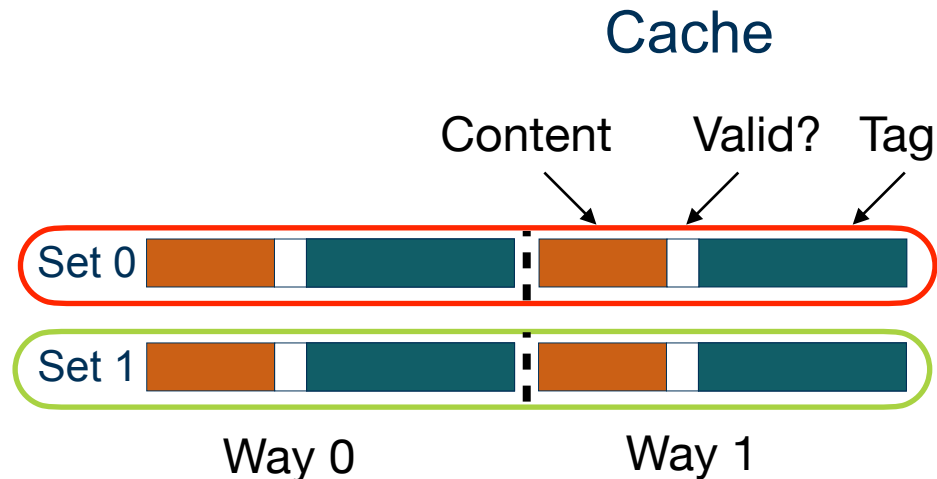 Cache
Content Valid? Tag
Set 0
Set 1
Way 0 Way 1